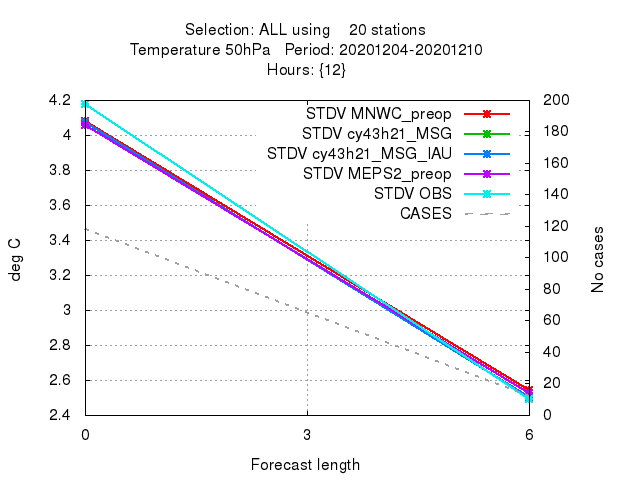 Selection: ALL using 20 stations
Temperature 50hPa Period: 20201204-20201210
Hours: {12}
4.2
4
3.8
3.6
3.4
3.2
3
2.8
2.6
2.4
deg C
STDV MNWC_preop
STDV cy43h21_MSG
STDV cy43h21_MSG_IAU
STDV MEPS2_preop
STDV OBS
CASES
200
180
160
140
120
100
80
60
40
20
0
No cases
0 3 6
Forecast length